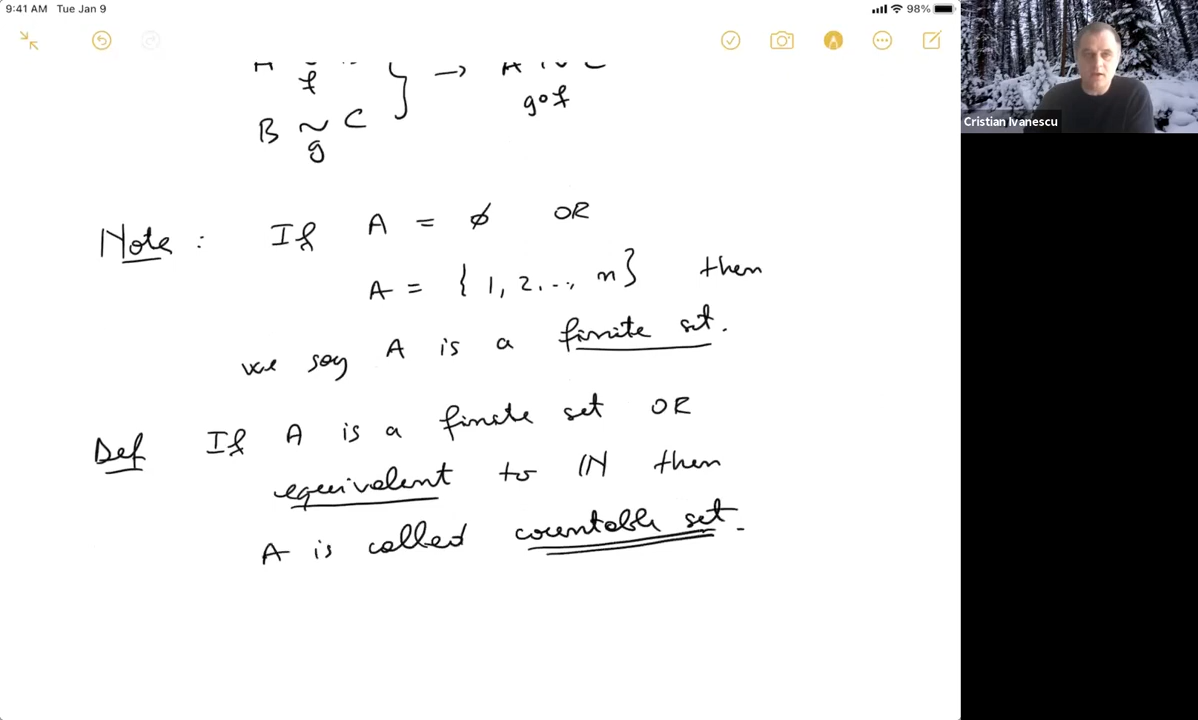 9:41 AM Tue Jan 9
98%
Cristian Ivanescu
f
} →
g∘f
B ~ C
g
Note : If A = ϕ OR
A = { 1, 2..., n } then
we say A is a finite set.
Def If A is a finite set OR
equivalent to ℕ then
A is called countable set.